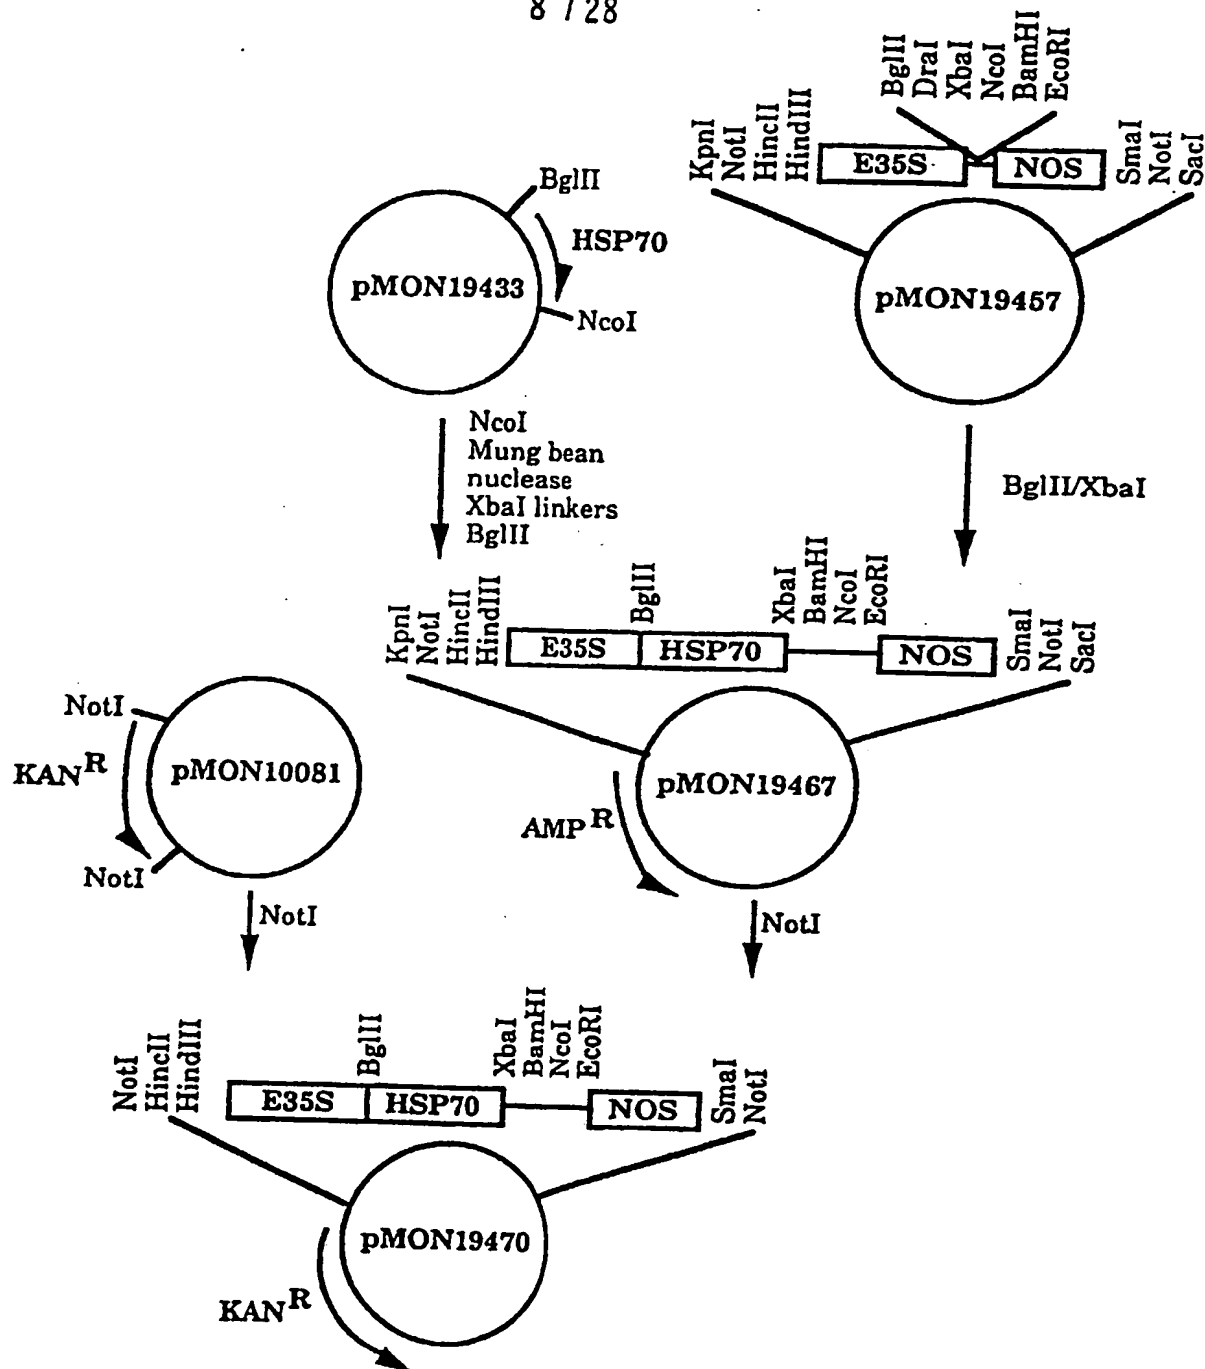 8 / 28
BglII
DraI
XbaI
NcoI
BamHI
EcoRI
KpnI
NotI
HincII
HindIII
E35S
NOS
SmaI
NotI
SacI
BglII
HSP70
pMON19433
NcoI
pMON19457
NcoI
Mung bean
nuclease
XbaI linkers
BglII
BglII/XbaI
KpnI
NotI
HincII
HindIII
E35S
BglII
HSP70
XbaI
BamHI
NcoI
EcoRI
NOS
SmaI
NotI
SacI
NotI
KAN R
pMON10081
NotI
pMON19467
AMP R
NotI
NotI
NotI
HincII
HindIII
E35S
BglII
HSP70
XbaI
BamHI
NcoI
EcoRI
NOS
SmaI
NotI
pMON19470
KAN R